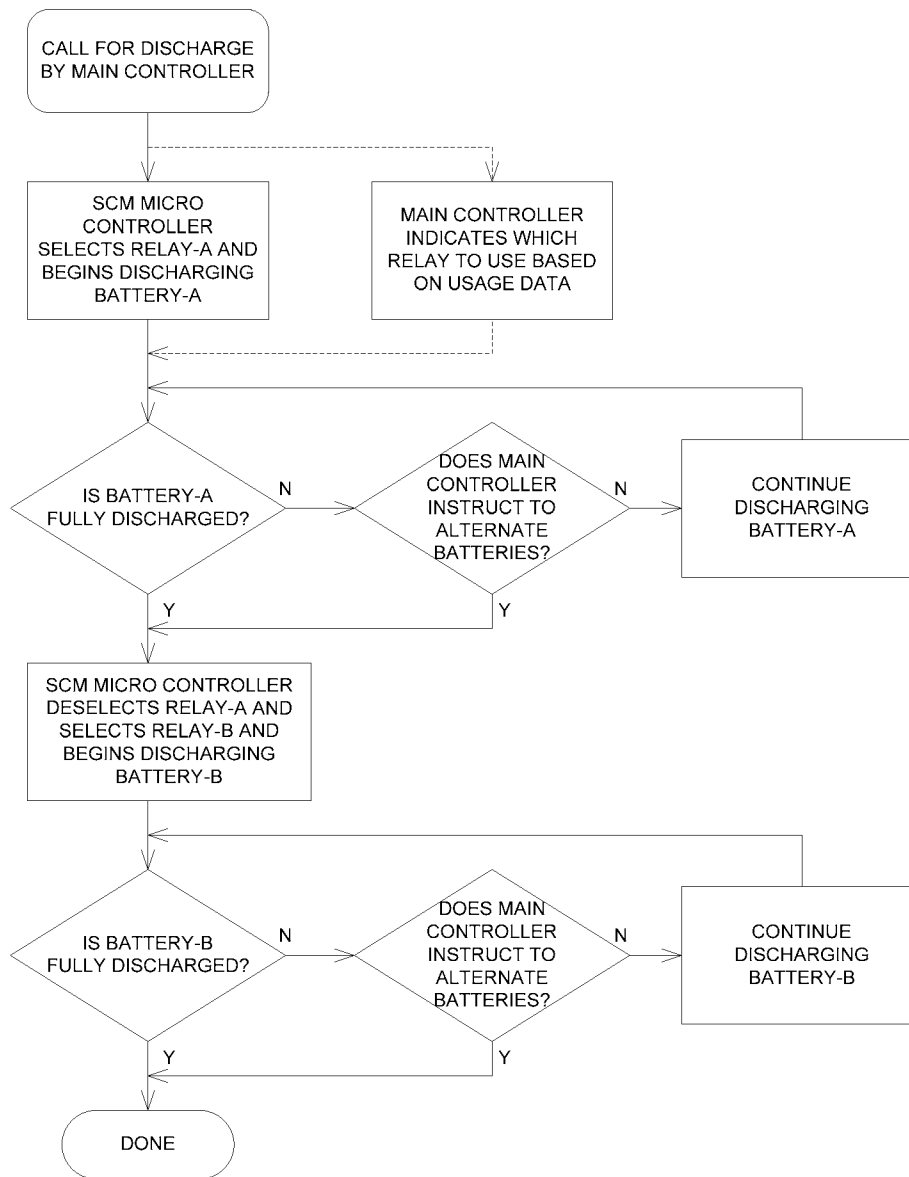 CALL FOR DISCHARGE
BY MAIN CONTROLLER
SCM MICRO
CONTROLLER
SELECTS RELAY-A AND
BEGINS DISCHARGING
BATTERY-A
MAIN CONTROLLER
INDICATES WHICH
RELAY TO USE BASED
ON USAGE DATA
IS BATTERY-A
FULLY DISCHARGED?
N
DOES MAIN
CONTROLLER
INSTRUCT TO
ALTERNATE
BATTERIES?
N
CONTINUE
DISCHARGING
BATTERY-A
Y
Y
SCM MICRO CONTROLLER
DESELECTS RELAY-A AND
SELECTS RELAY-B AND
BEGINS DISCHARGING
BATTERY-B
IS BATTERY-B
FULLY DISCHARGED?
N
DOES MAIN
CONTROLLER
INSTRUCT TO
ALTERNATE
BATTERIES?
N
CONTINUE
DISCHARGING
BATTERY-B
Y
Y
DONE